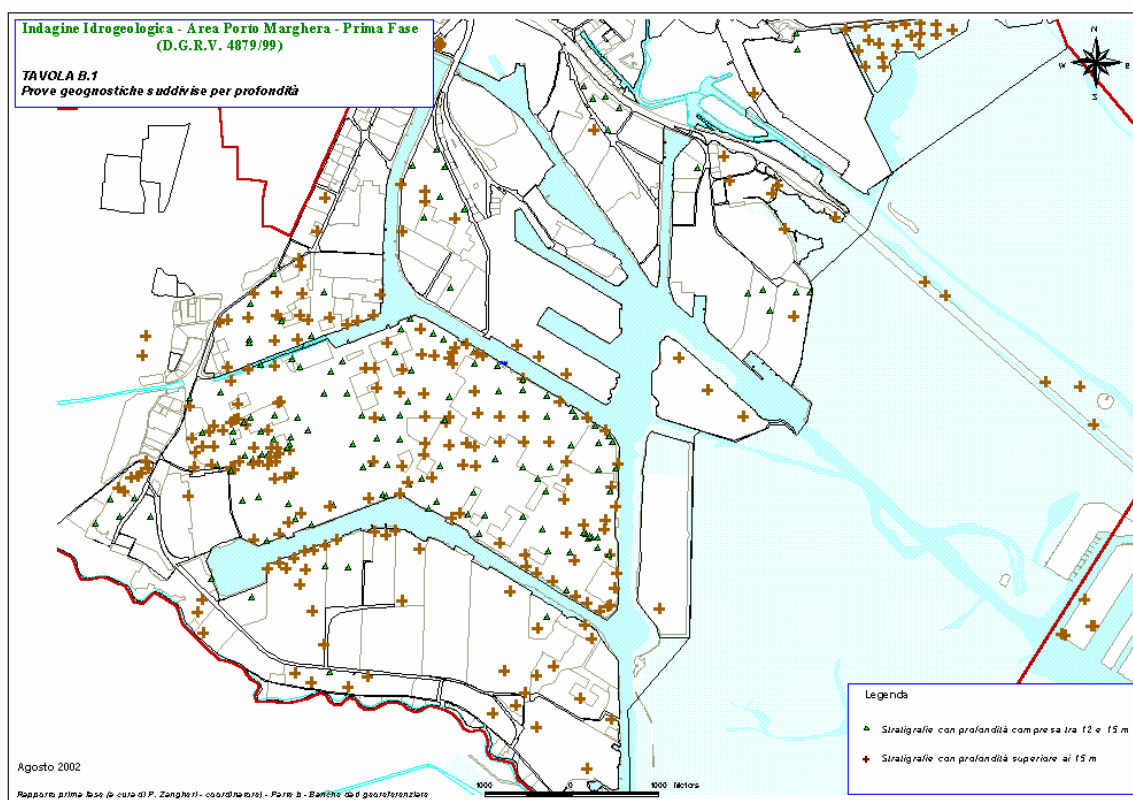 Indagine Idrogeologica - Area Porto Marghera - Prima Fase
(D.G.R.V. 4879/99)
TAVOLA B.1
Prove geognostiche suddivise per profondità
N
W
E
S
Legenda
Stratigrafie con profondità compresa tra 12 e 15 m
Stratigrafie con profondità superiore ai 15 m
Agosto 2002
1000 0 1000 Meters
Rapporto prima fase (a cura di P. Zangheri - coordinatore) - Parte b - Banche dati georeferenziate